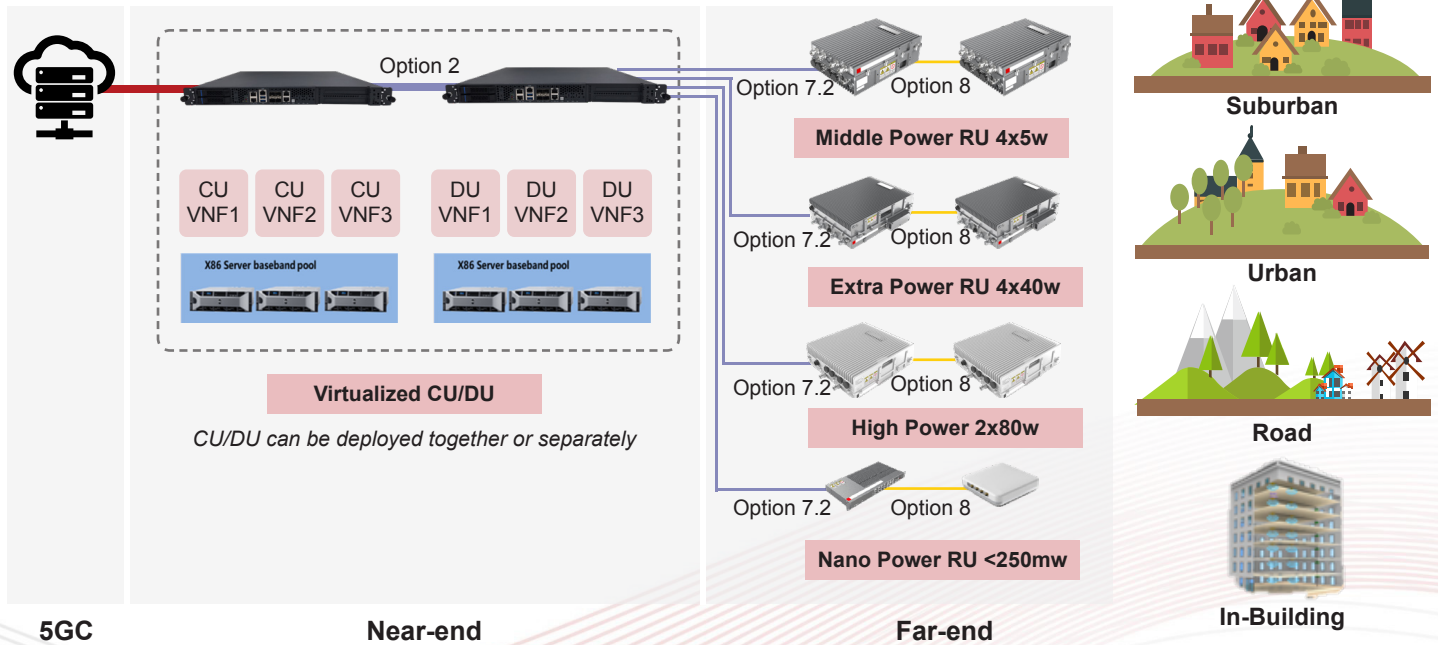 Option 2
CU
VNF1
CU
VNF2
CU
VNF3
DU
VNF1
DU
VNF2
DU
VNF3
X86 Server baseband pool
X86 Server baseband pool
Virtualized CU/DU
CU/DU can be deployed together or separately
Option 7.2
Option 8
Middle Power RU 4x5w
Option 7.2
Option 8
Extra Power RU 4x40w
Option 7.2
Option 8
High Power 2x80w
Option 7.2
Option 8
Nano Power RU <250mw
Suburban
Urban
Road
In-Building
5GC
Near-end
Far-end